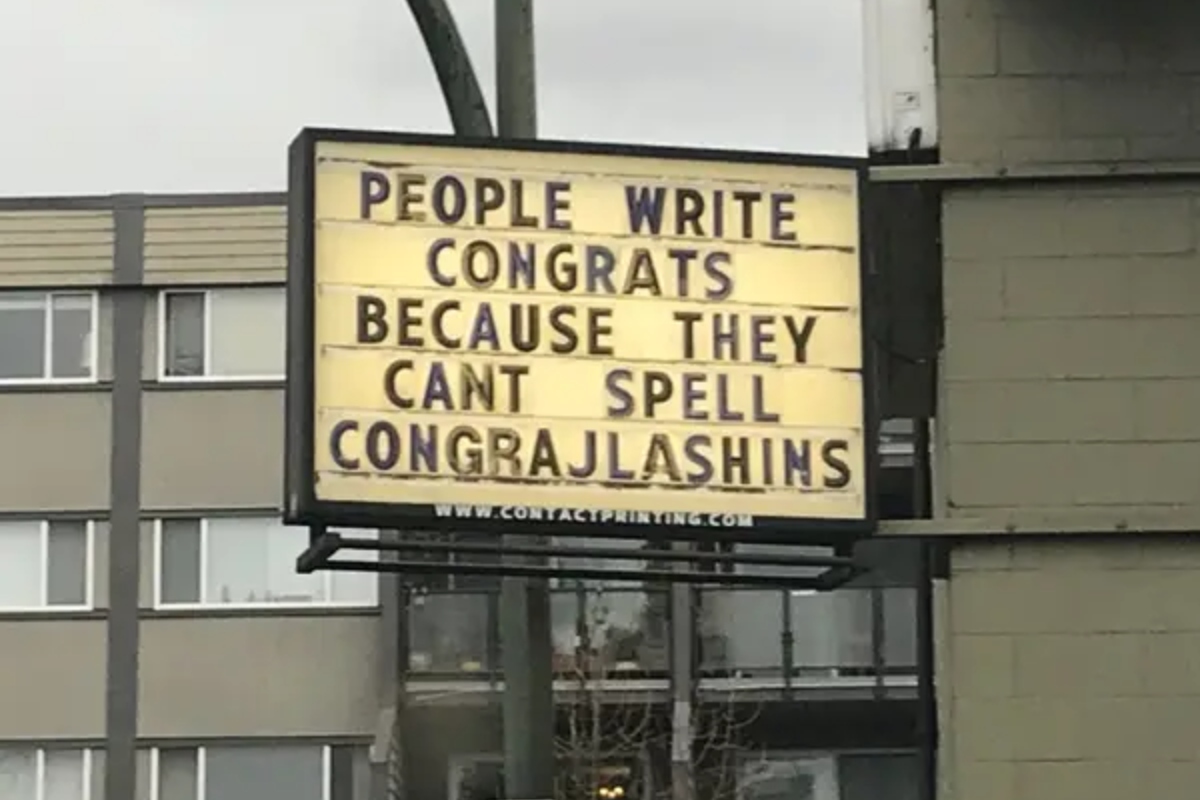 PEOPLE WRITE
CONGRATS
BECAUSE THEY
CANT SPELL
CONGRAJLASHINS
WWW.CONTACTPRINTING.COM